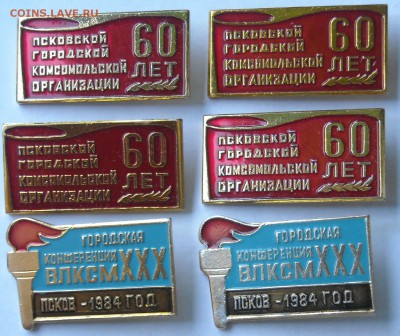 COINS.LAVE.RU
ПСКОВСКОЙ
ГОРОДСКОЙ
КОМСОМОЛЬСКОЙ
ОРГАНИЗАЦИИ
60
ЛЕТ
ПСКОВСКОЙ
ГОРОДСКОЙ
КОМСОМОЛЬСКОЙ
ОРГАНИЗАЦИИ
60
ЛЕТ
ПСКОВСКОЙ
ГОРОДСКОЙ
КОМСОМОЛЬСКОЙ
ОРГАНИЗАЦИИ
60
ЛЕТ
ПСКОВСКОЙ
ГОРОДСКОЙ
КОМСОМОЛЬСКОЙ
ОРГАНИЗАЦИИ
60
ЛЕТ
ГОРОДСКАЯ
КОНФЕРЕНЦИЯ
ВЛКСМ XXX
ПСКОВ - 1984 ГОД
ГОРОДСКАЯ
КОНФЕРЕНЦИЯ
ВЛКСМ XXX
ПСКОВ - 1984 ГОД